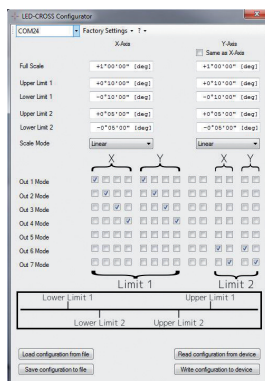 LED-CROSS Configurator
COM24 Factory Settings ?
X-Axis Y-Axis
Same as X-Axis
Full Scale +1°00'00" [deg] +1°00'00" [deg]
Upper Limit 1 +0°10'00" [deg] +0°10'00" [deg]
Lower Limit 1 -0°10'00" [deg] -0°10'00" [deg]
Upper Limit 2 +0°05'00" [deg] +0°05'00" [deg]
Lower Limit 2 -0°05'00" [deg] -0°05'00" [deg]
Scale Mode Linear Linear
X Y X Y
Out 1 Mode
Out 2 Mode
Out 3 Mode
Out 4 Mode
Out 5 Mode
Out 6 Mode
Out 7 Mode
Limit 1 Limit 2
Lower Limit 1 Upper Limit 1
Lower Limit 2 Upper Limit 2
Load configuration from file Read configuration from device
Save configuration to file Write configuration to device